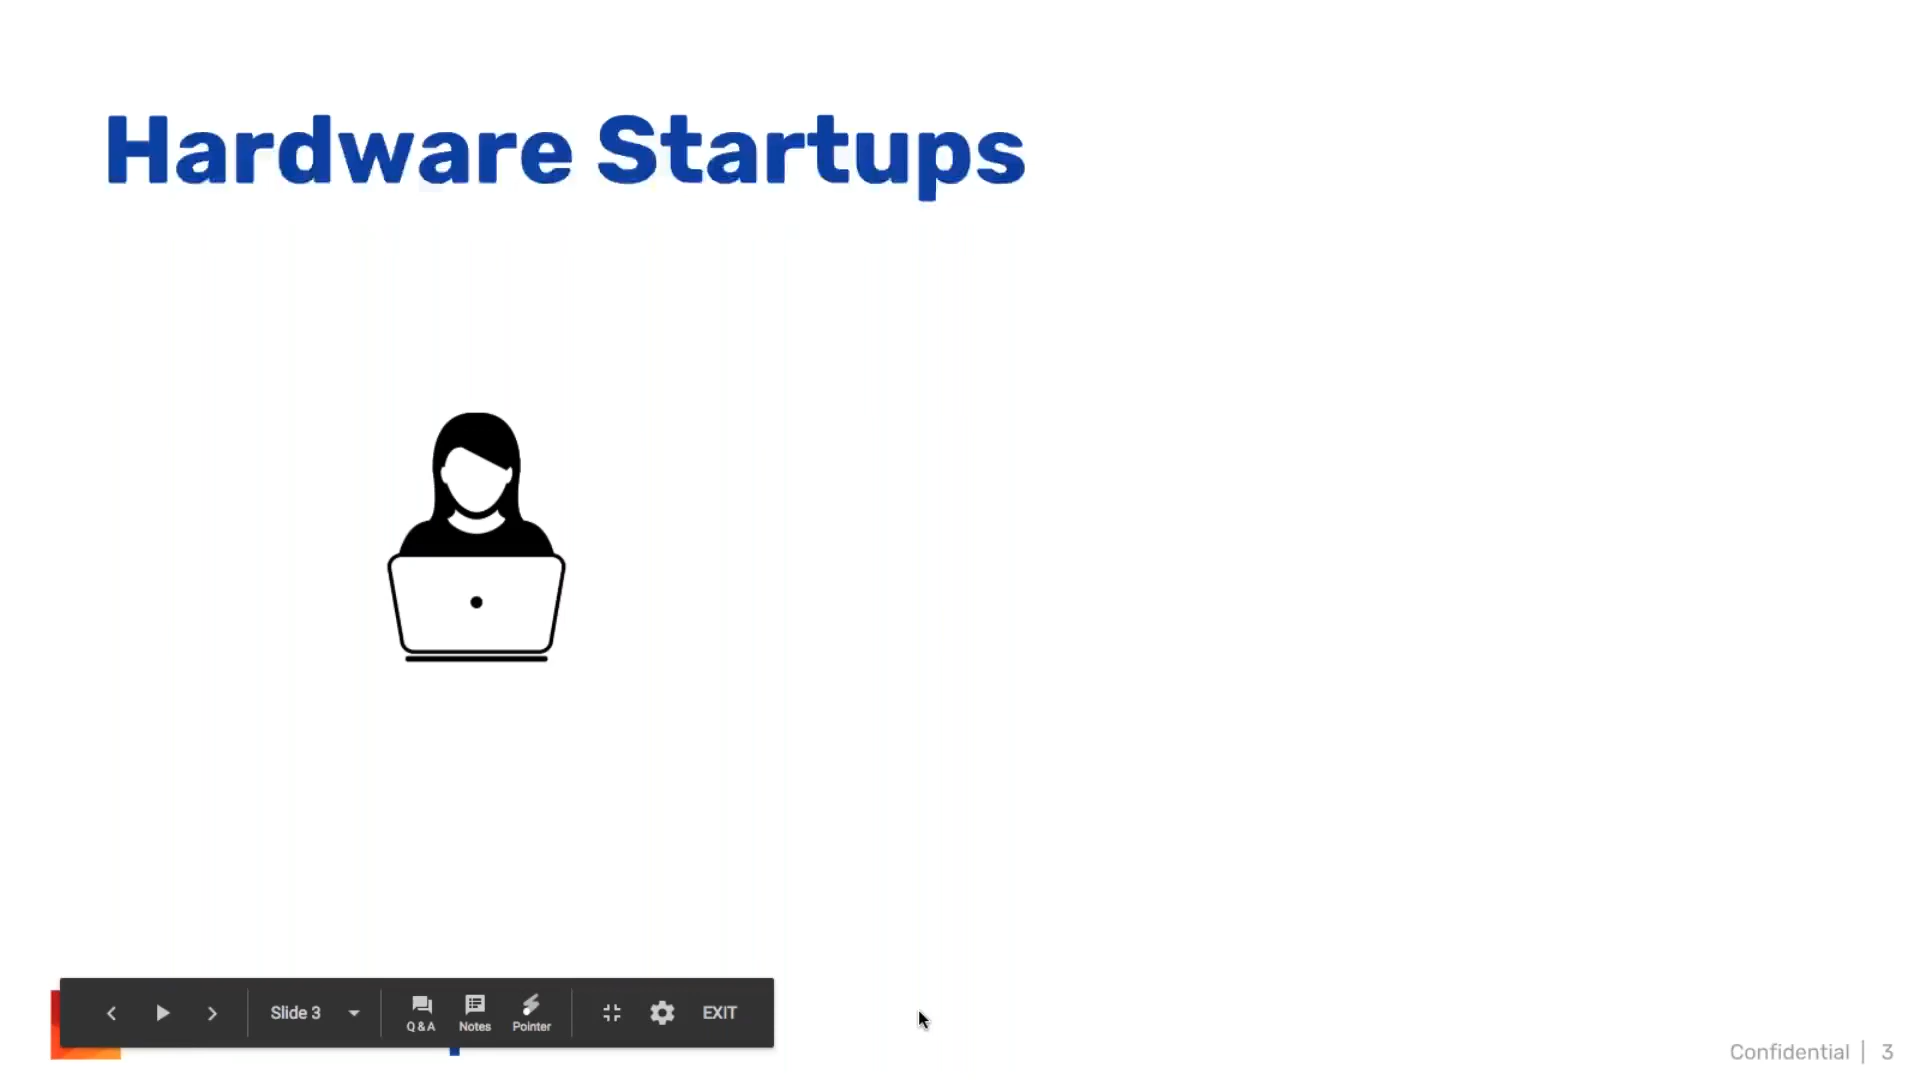 Hardware Startups
Slide 3
Q & A
Notes
Pointer
EXIT
Confidential | 3